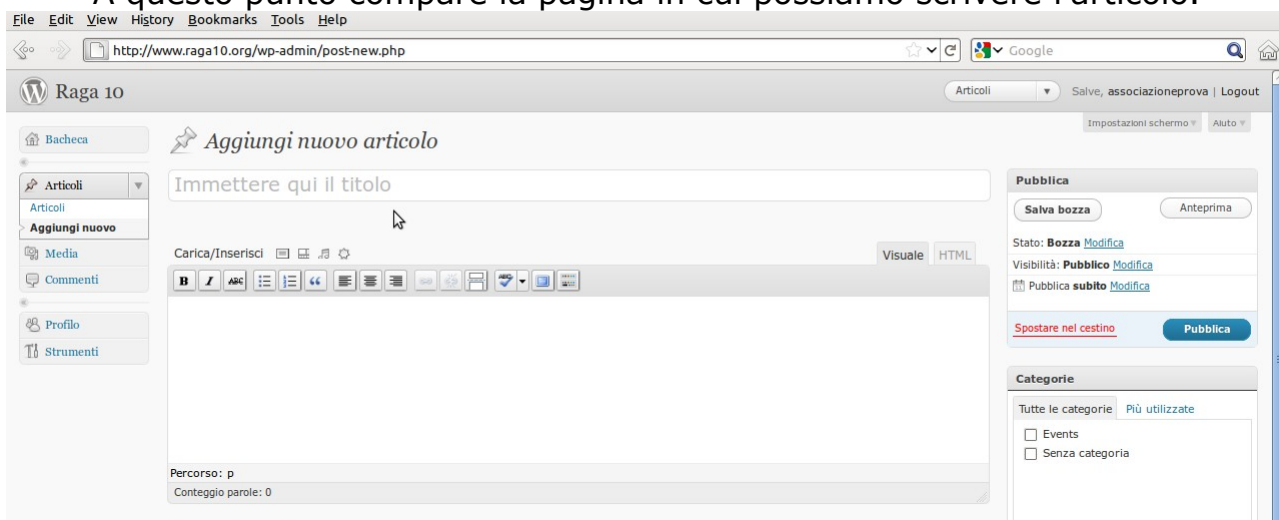 A questo punto compare la pagina in cui possiamo scrivere l'articolo.
File Edit View History Bookmarks Tools Help
http://www.raga10.org/wp-admin/post-new.php Google
Raga 10 Articoli Salve, associazioneprova | Logout
Impostazioni schermo Aiuto
Bacheca
Aggiungi nuovo articolo
Articoli
Articoli
Aggiungi nuovo
Media
Commenti
Profilo
Strumenti
Immettere qui il titolo
Carica/Inserisci Visuale HTML
B I ABC ABC
Percorso: p
Conteggio parole: 0
Pubblica
Salva bozza Anteprima
Stato: Bozza Modifica
Visibilità: Pubblico Modifica
Pubblica subito Modifica
Spostare nel cestino Pubblica
Categorie
Tutte le categorie Più utilizzate
Events
Senza categoria